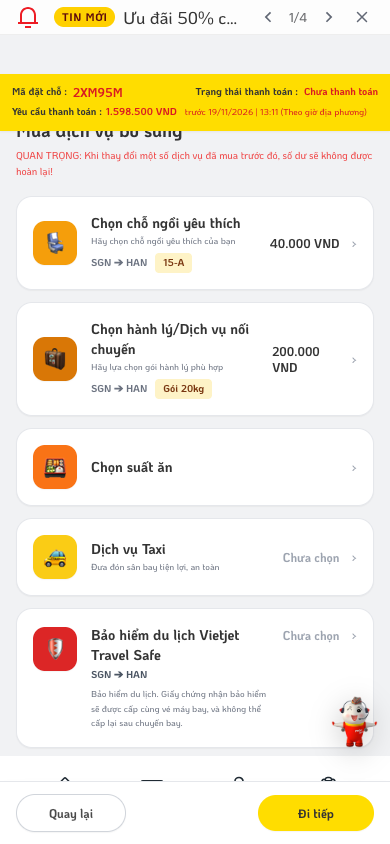 TIN MỚI Ưu đãi 50% c... 1/4
Mã đặt chỗ : 2XM95M Trạng thái thanh toán : Chưa thanh toán
Yêu cầu thanh toán : 1.598.500 VND trước 19/11/2026 | 13:11 (Theo giờ địa phương)
Mua dịch vụ bổ sung
QUAN TRỌNG: Khi thay đổi một số dịch vụ đã mua trước đó, số dư sẽ không được
hoàn lại!
Chọn chỗ ngồi yêu thích
Hãy chọn chỗ ngồi yêu thích của bạn
40.000 VND
SGN ➔ HAN 15-A
Chọn hành lý/Dịch vụ nối
chuyến
200.000
VND
Hãy lựa chọn gói hành lý phù hợp
SGN ➔ HAN Gói 20kg
Chọn suất ăn
Dịch vụ Taxi
Chưa chọn
Đưa đón sân bay tiện lợi, an toàn
Bảo hiểm du lịch Vietjet
Travel Safe
Chưa chọn
SGN ➔ HAN
Bảo hiểm du lịch. Giấy chứng nhận bảo hiểm
sẽ được cấp cùng vé máy bay, và không thể
cấp lại sau chuyến bay.
Quay lại Đi tiếp